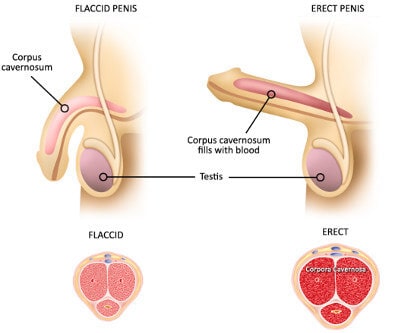 FLACCID PENIS
ERECT PENIS
Corpus
cavernosum
Corpus cavernosum
fills with blood
Testis
FLACCID
ERECT
Corpora Cavernosa